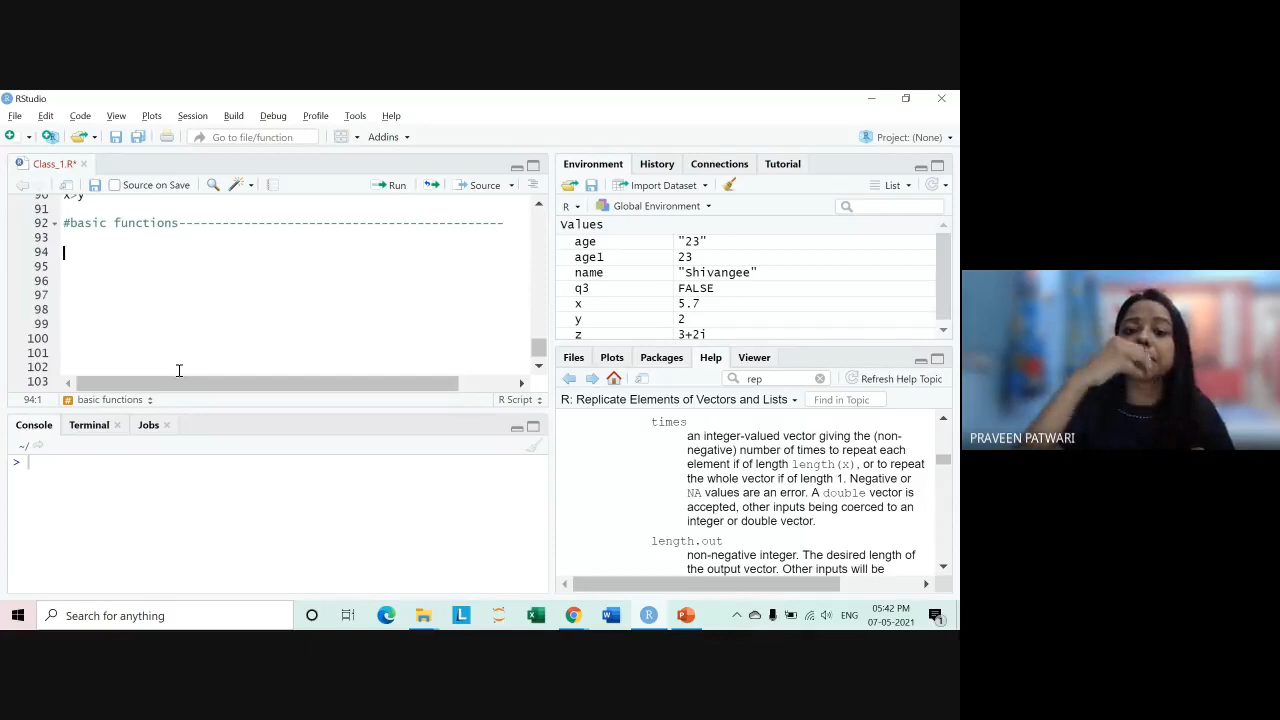 RStudio
File Edit Code View Plots Session Build Debug Profile Tools Help
Go to file/function Addins Project: (None)
Class_1.R*
Source on Save Run Source
90 x>y
91
92 #basic functions---------------------------------------------
93
94
95
96
97
98
99
100
101
102
103
94:1 basic functions R Script
Console Terminal Jobs
~/
>
Environment History Connections Tutorial
Import Dataset List
R Global Environment
Values
age "23"
age1 23
name "Shivangee"
q3 FALSE
x 5.7
y 2
z 3+2i
Files Plots Packages Help Viewer
rep Refresh Help Topic
R: Replicate Elements of Vectors and Lists Find in Topic
times
an integer-valued vector giving the (non-
negative) number of times to repeat each
element if of length length(x), or to repeat
the whole vector if of length 1. Negative or
NA values are an error. A double vector is
accepted, other inputs being coerced to an
integer or double vector.
length.out
non-negative integer. The desired length of
the output vector. Other inputs will be
PRAVEEN PATWARI
Search for anything
ENG
05:42 PM
07-05-2021